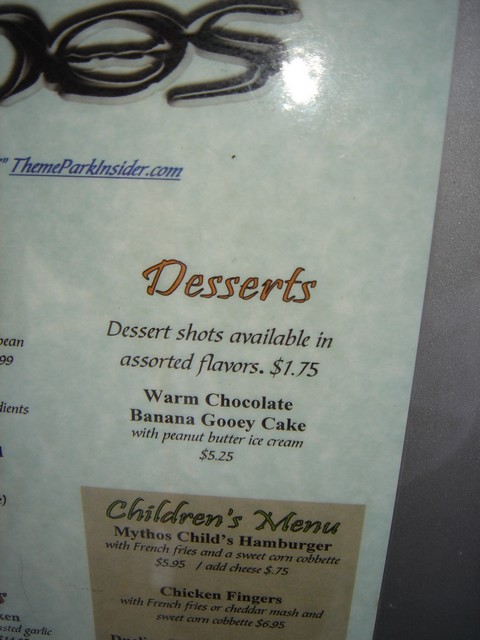 ThemeParkInsider.com
Desserts
Dessert shots available in
assorted flavors. $1.75
Warm Chocolate
Banana Gooey Cake
with peanut butter ice cream
$5.25
Children's Menu
Mythos Child's Hamburger
with French fries and a sweet corn cobbette
$5.95 / add cheese $.75
Chicken Fingers
with French fries or cheddar mash and
sweet corn cobbette $6.95